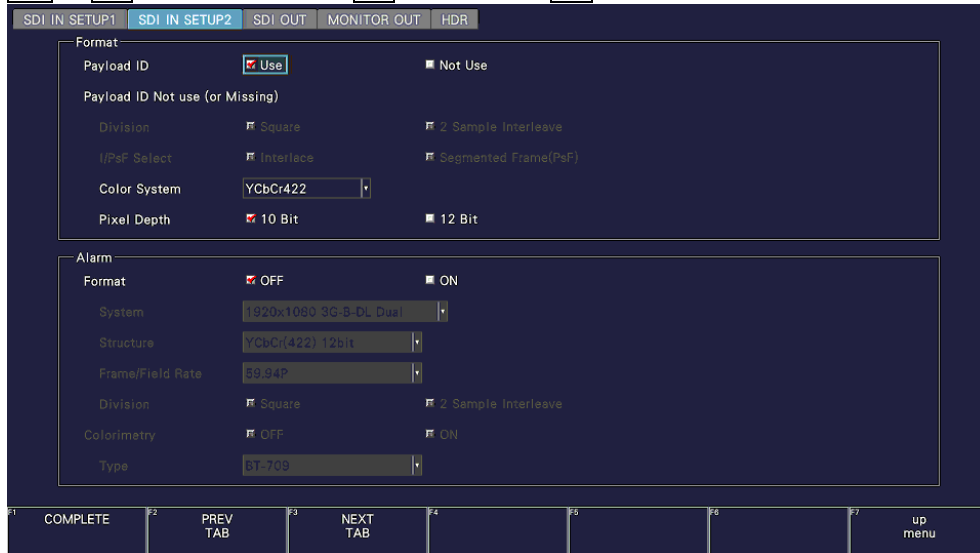 SDI IN SETUP1 SDI IN SETUP2 SDI OUT MONITOR OUT HDR
Format
Payload ID Use Not Use
Payload ID Not use (or Missing)
Division Square 2 Sample Interleave
I/PsF Select Interlace Segmented Frame(PsF)
Color System YCbCr422
Pixel Depth 10 Bit 12 Bit
Alarm
Format OFF ON
System 1920x1080 3G-B-DL Dual
Structure YCbCr(422) 12bit
Frame/Field Rate 59.94P
Division Square 2 Sample Interleave
Colorimetry OFF ON
Type BT-709
F1 COMPLETE F2 PREV TAB F3 NEXT TAB F4 F5 F6 F7 up menu